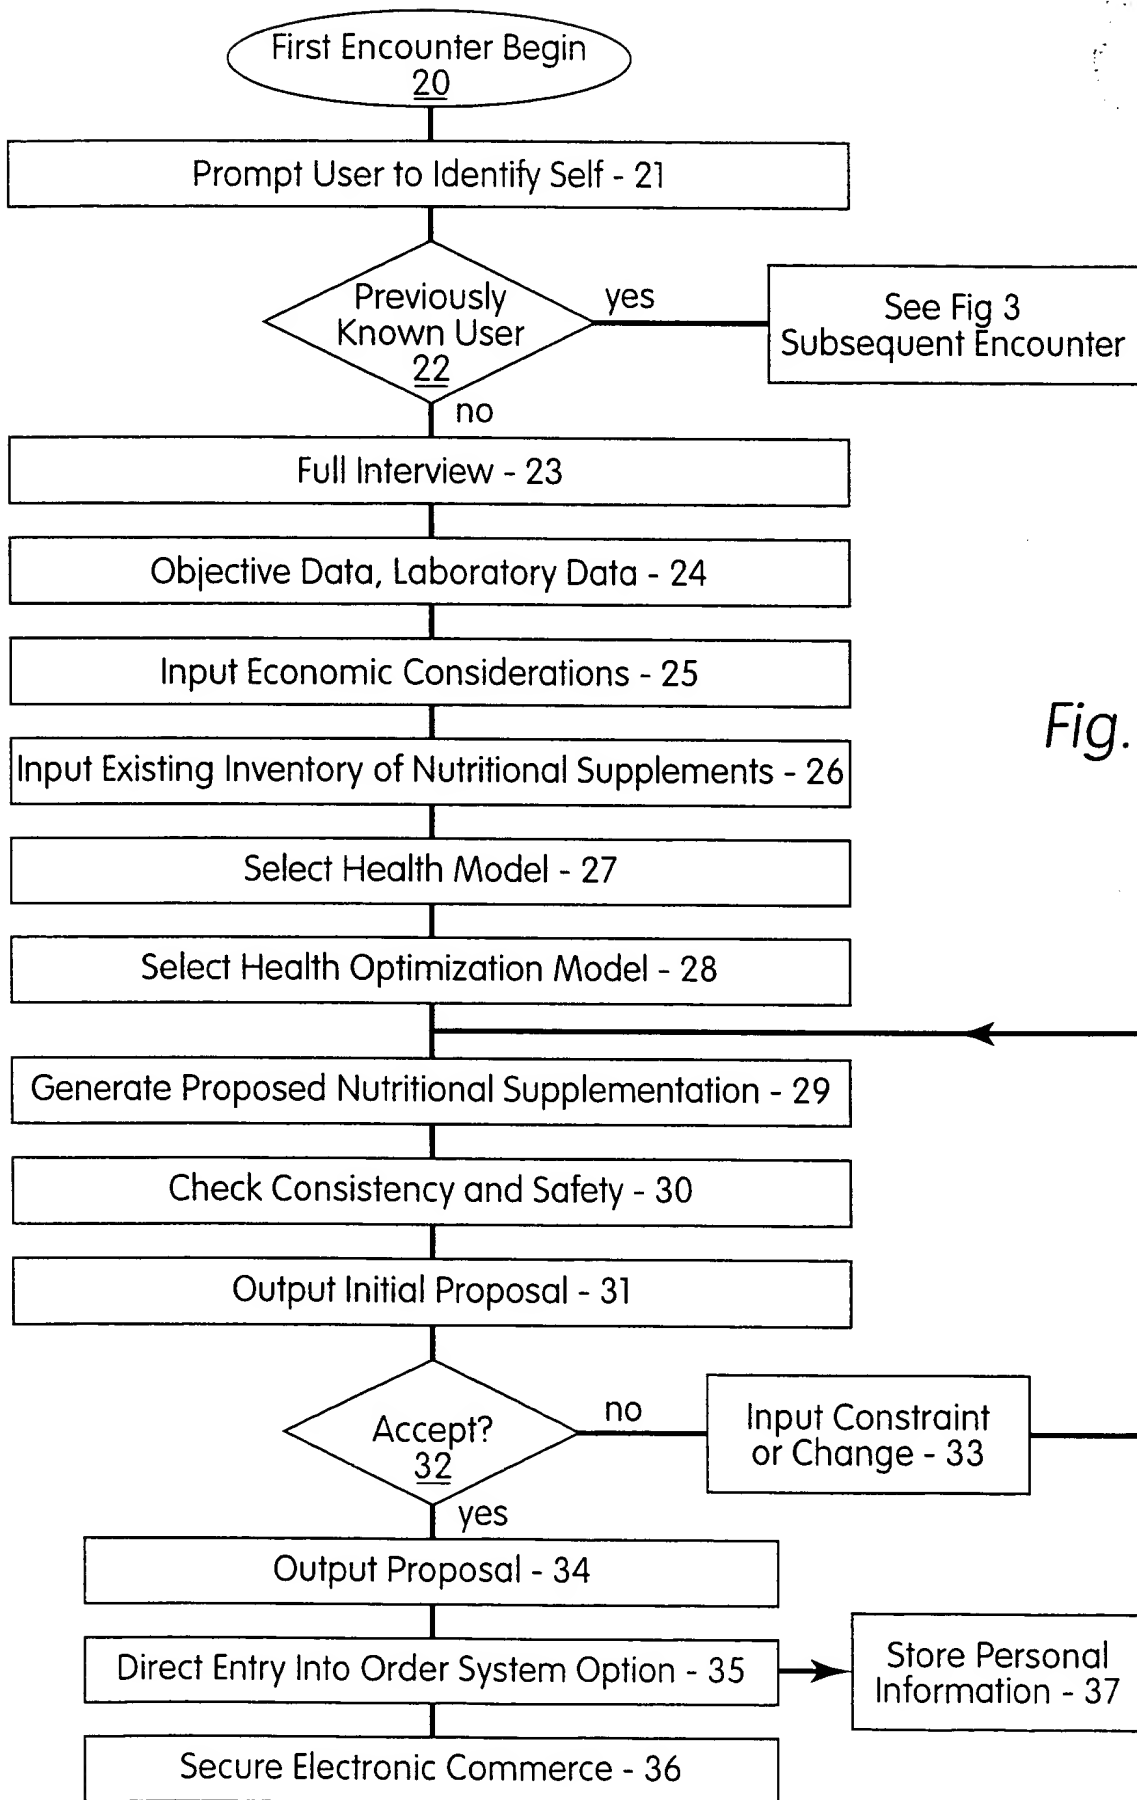 First Encounter Begin
20
Prompt User to Identify Self - 21
Previously
Known User
22
yes
See Fig 3
Subsequent Encounter
no
Full Interview - 23
Objective Data, Laboratory Data - 24
Input Economic Considerations - 25
Fig.
Input Existing Inventory of Nutritional Supplements - 26
Select Health Model - 27
Select Health Optimization Model - 28
Generate Proposed Nutritional Supplementation - 29
Check Consistency and Safety - 30
Output Initial Proposal - 31
Accept?
32
no
Input Constraint
or Change - 33
yes
Output Proposal - 34
Direct Entry Into Order System Option - 35
Store Personal
Information - 37
Secure Electronic Commerce - 36